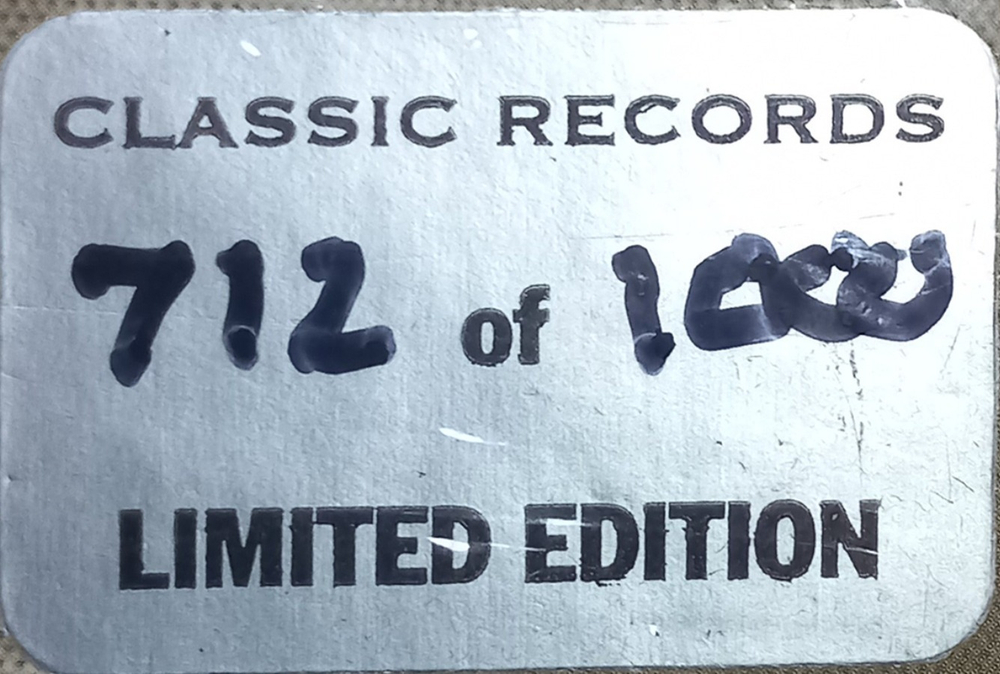 CLASSIC RECORDS
712 of 1000
LIMITED EDITION